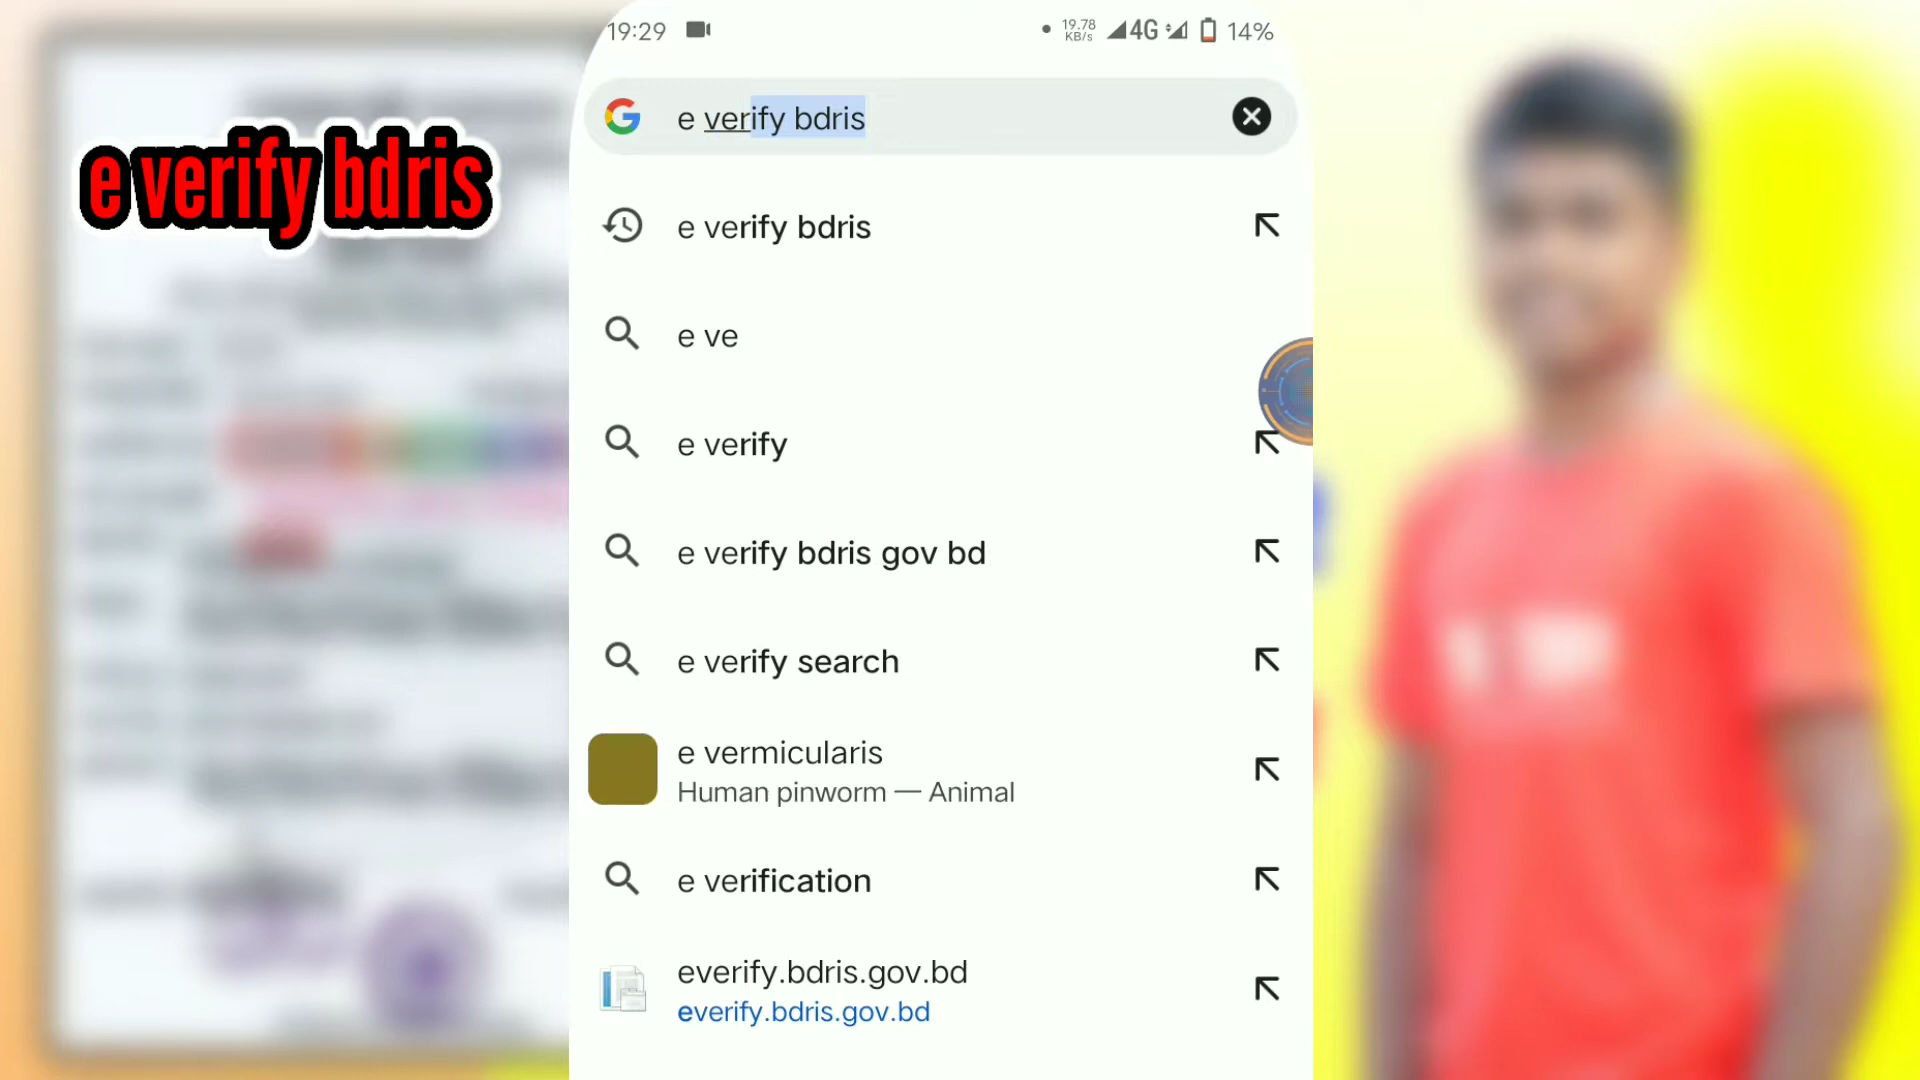 19:29
19.78
KB/s
4G
14%
e verify bdris
e verify bdris
e verify bdris
e ve
e verify
e verify bdris gov bd
e verify search
e vermicularis
Human pinworm — Animal
e verification
everify.bdris.gov.bd
everify.bdris.gov.bd